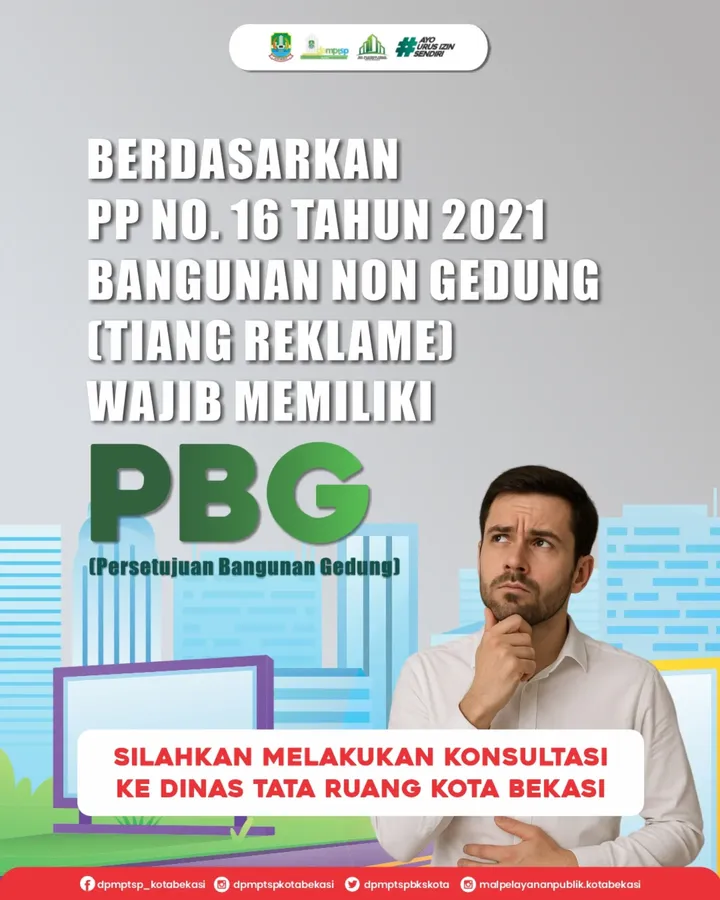 dpmptsp
# AYO
URUS IZIN
SENDIRI
BERDASARKAN
PP NO. 16 TAHUN 2021
BANGUNAN NON GEDUNG
(TIANG REKLAME)
WAJIB MEMILIKI
PBG
(Persetujuan Bangunan Gedung)
SILAHKAN MELAKUKAN KONSULTASI
KE DINAS TATA RUANG KOTA BEKASI
dpmptsp_kotabekasi dpmptspkotabekasi dpmptspbkskota malpelayananpublik.kotabekasi